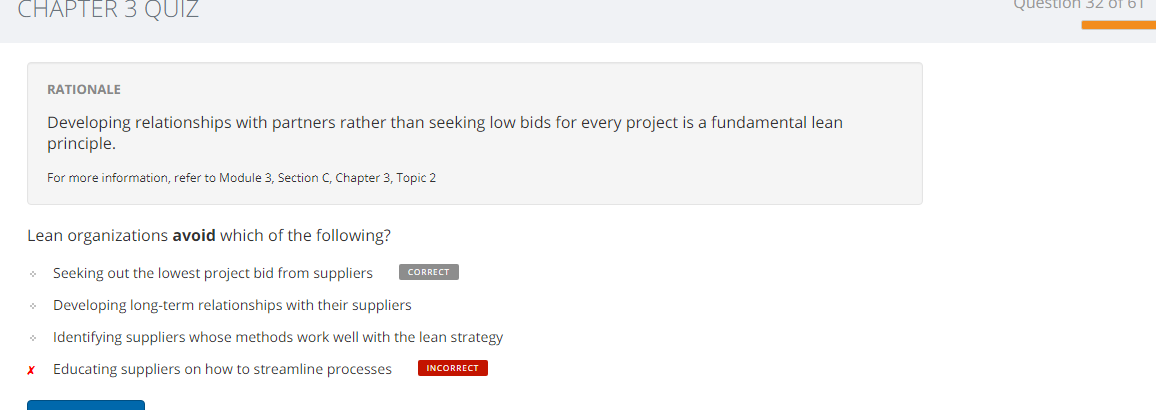 CHAPTER 3 QUIZ
Question 32 of 61
RATIONALE
Developing relationships with partners rather than seeking low bids for every project is a fundamental lean
principle.
For more information, refer to Module 3, Section C, Chapter 3, Topic 2
Lean organizations avoid which of the following?
Seeking out the lowest project bid from suppliers CORRECT
Developing long-term relationships with their suppliers
Identifying suppliers whose methods work well with the lean strategy
✗ Educating suppliers on how to streamline processes INCORRECT